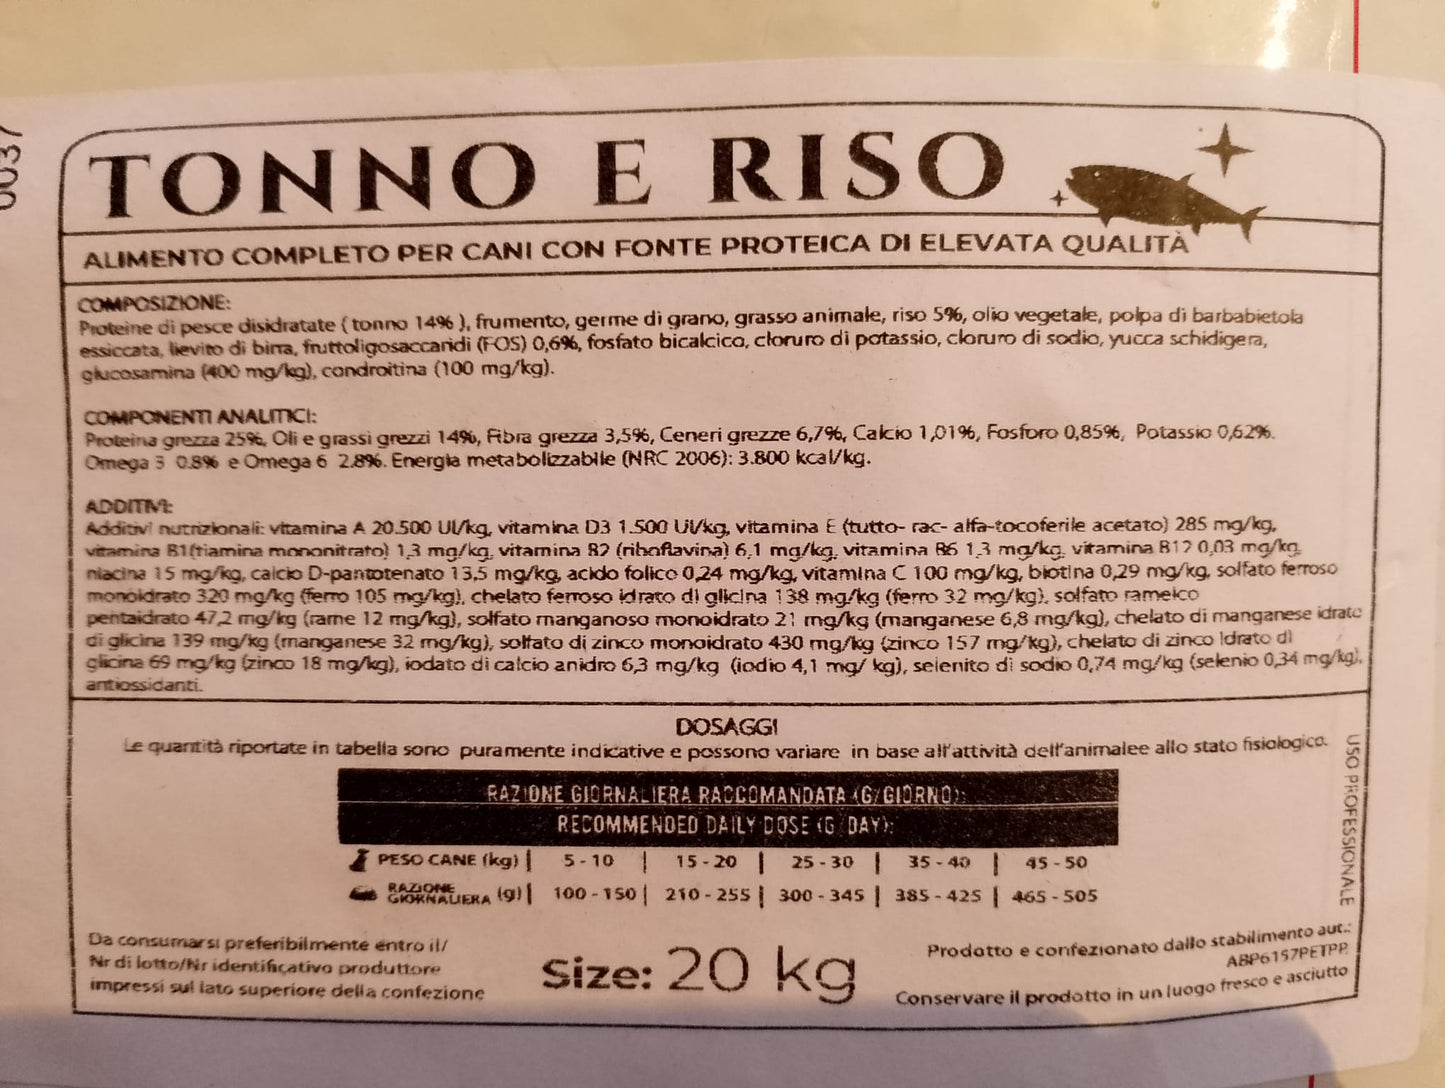 0037
TONNO E RISO
ALIMENTO COMPLETO PER CANI CON FONTE PROTEICA DI ELEVATA QUALITÀ
COMPOSIZIONE:
Proteine di pesce disidratate ( tonno 14% ), frumento, germe di grano, grasso animale, riso 5%, olio vegetale, polpa di barbabietola
essiccata, lievito di birra, fruttoligosaccaridi (FOS) 0,6%, fosfato bicalcico, cloruro di potassio, cloruro di sodio, yucca schidigera,
glucosamina (400 mg/kg), condroitina (100 mg/kg).
COMPONENTI ANALITICI:
Proteina grezza 25%, Oli e grassi grezzi 14%, Fibra grezza 3,5%, Ceneri grezze 6,7%, Calcio 1,01%, Fosforo 0,85%, Potassio 0,62%.
Omega 3 0.8% e Omega 6 2.8%. Energia metabolizzabile (NRC 2006): 3.800 kcal/kg.
ADDITIVI:
Additivi nutrizionali: vitamina A 20.500 UI/kg, vitamina D3 1.500 UI/kg, vitamina E (tutto- rac- alfa-tocoferile acetato) 285 mg/kg,
vitamina B1(tiamina mononitrato) 1,3 mg/kg, vitamina B2 (riboflavina) 6,1 mg/kg, vitamina B6 1,3 mg/kg, vitamina B12 0,03 mg/kg,
niacina 15 mg/kg, calcio D-pantotenato 13,5 mg/kg, acido folico 0,24 mg/kg, vitamina C 100 mg/kg, biotina 0,29 mg/kg, solfato ferroso
monoidrato 320 mg/kg (ferro 105 mg/kg), chelato ferroso idrato di glicina 138 mg/kg (ferro 32 mg/kg), solfato rameico
pentaidrato 47,2 mg/kg (rame 12 mg/kg), solfato manganoso monoidrato 21 mg/kg (manganese 6,8 mg/kg), chelato di manganese idrato
di glicina 139 mg/kg (manganese 32 mg/kg), solfato di zinco monoidrato 430 mg/kg (zinco 157 mg/kg), chelato di zinco idrato di
glicina 69 mg/kg (zinco 18 mg/kg), iodato di calcio anidro 6,3 mg/kg (iodio 4,1 mg/ kg), selenito di sodio 0,74 mg/kg (selenio 0,34 mg/kg).
antiossidanti.
DOSAGGI
Le quantità riportate in tabella sono puramente indicative e possono variare in base all'attività dell'animalee allo stato fisiologico.
RAZIONE GIORNALIERA RACCOMANDATA (G/GIORNO):
RECOMMENDED DAILY DOSE (G/DAY):
PESO CANE (kg) | 5 - 10 | 15 - 20 | 25 - 30 | 35 - 40 | 45 - 50
RAZIONE GIORNALIERA (g) | 100 - 150 | 210 - 255 | 300 - 345 | 385 - 425 | 465 - 505
USO PROFESSIONALE
Da consumarsi preferibilmente entro il/
Nr di lotto/Nr identificativo produttore
impressi sul lato superiore della confezione
Size: 20 kg
Prodotto e confezionato dallo stabilimento aut.:
ABP6157PETPP
Conservare il prodotto in un luogo fresco e asciutto